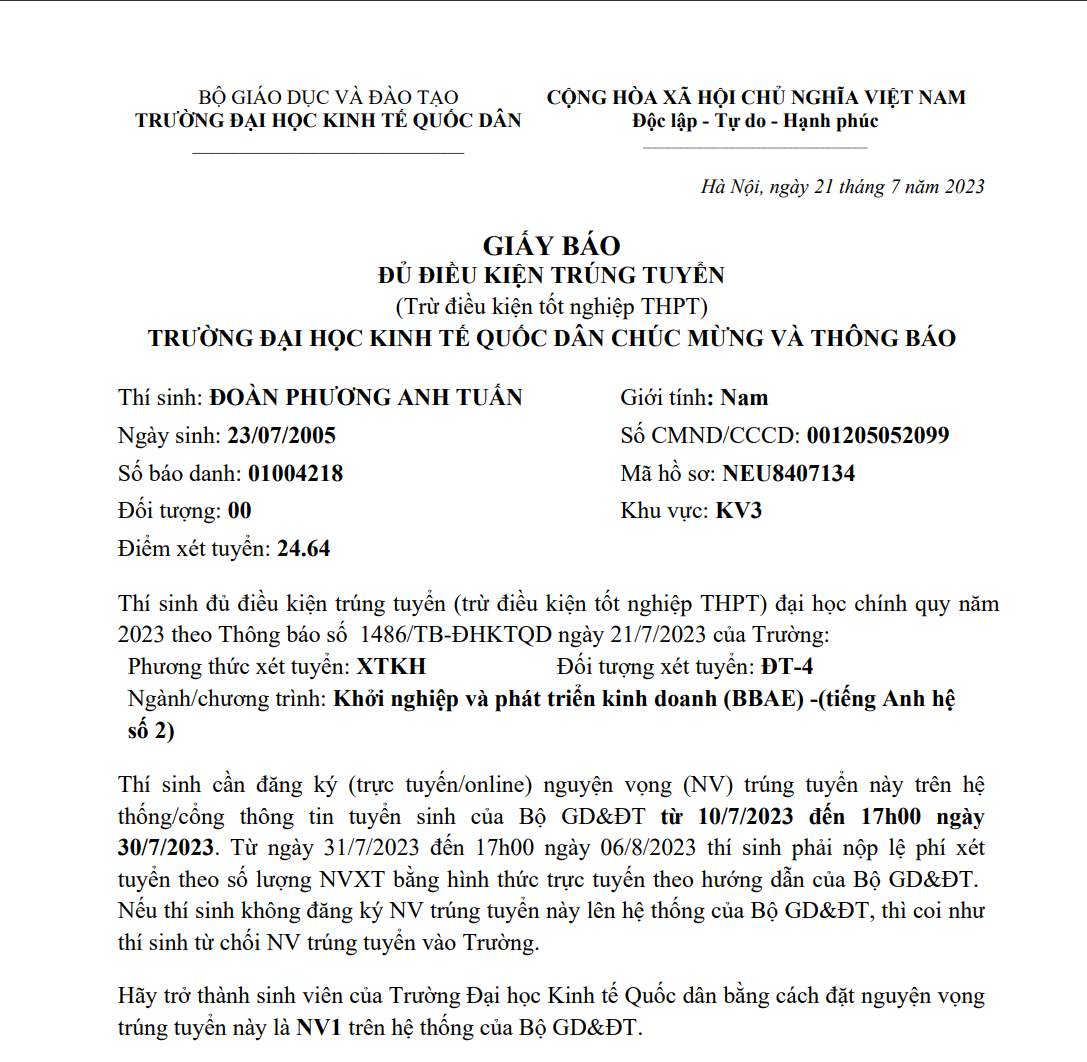 BỘ GIÁO DỤC VÀ ĐÀO TẠO
TRƯỜNG ĐẠI HỌC KINH TẾ QUỐC DÂN
CỘNG HÒA XÃ HỘI CHỦ NGHĨA VIỆT NAM
Độc lập - Tự do - Hạnh phúc
Hà Nội, ngày 21 tháng 7 năm 2023
GIẤY BÁO
ĐỦ ĐIỀU KIỆN TRÚNG TUYỂN
(Trừ điều kiện tốt nghiệp THPT)
TRƯỜNG ĐẠI HỌC KINH TẾ QUỐC DÂN CHÚC MỪNG VÀ THÔNG BÁO
Thí sinh: ĐOÀN PHƯƠNG ANH TUẤN
Giới tính: Nam
Ngày sinh: 23/07/2005
Số CMND/CCCD: 001205052099
Số báo danh: 01004218
Mã hồ sơ: NEU8407134
Đối tượng: 00
Khu vực: KV3
Điểm xét tuyển: 24.64
Thí sinh đủ điều kiện trúng tuyển (trừ điều kiện tốt nghiệp THPT) đại học chính quy năm
2023 theo Thông báo số 1486/TB-ĐHKTQD ngày 21/7/2023 của Trường:
Phương thức xét tuyển: XTKH
Đối tượng xét tuyển: ĐT-4
Ngành/chương trình: Khởi nghiệp và phát triển kinh doanh (BBAE) -(tiếng Anh hệ
số 2)
Thí sinh cần đăng ký (trực tuyến/online) nguyện vọng (NV) trúng tuyển này trên hệ
thống/cổng thông tin tuyển sinh của Bộ GD&ĐT từ 10/7/2023 đến 17h00 ngày
30/7/2023. Từ ngày 31/7/2023 đến 17h00 ngày 06/8/2023 thí sinh phải nộp lệ phí xét
tuyển theo số lượng NVXT bằng hình thức trực tuyến theo hướng dẫn của Bộ GD&ĐT.
Nếu thí sinh không đăng ký NV trúng tuyển này lên hệ thống của Bộ GD&ĐT, thì coi như
thí sinh từ chối NV trúng tuyển vào Trường.
Hãy trở thành sinh viên của Trường Đại học Kinh tế Quốc dân bằng cách đặt nguyện vọng
trúng tuyển này là NV1 trên hệ thống của Bộ GD&ĐT.